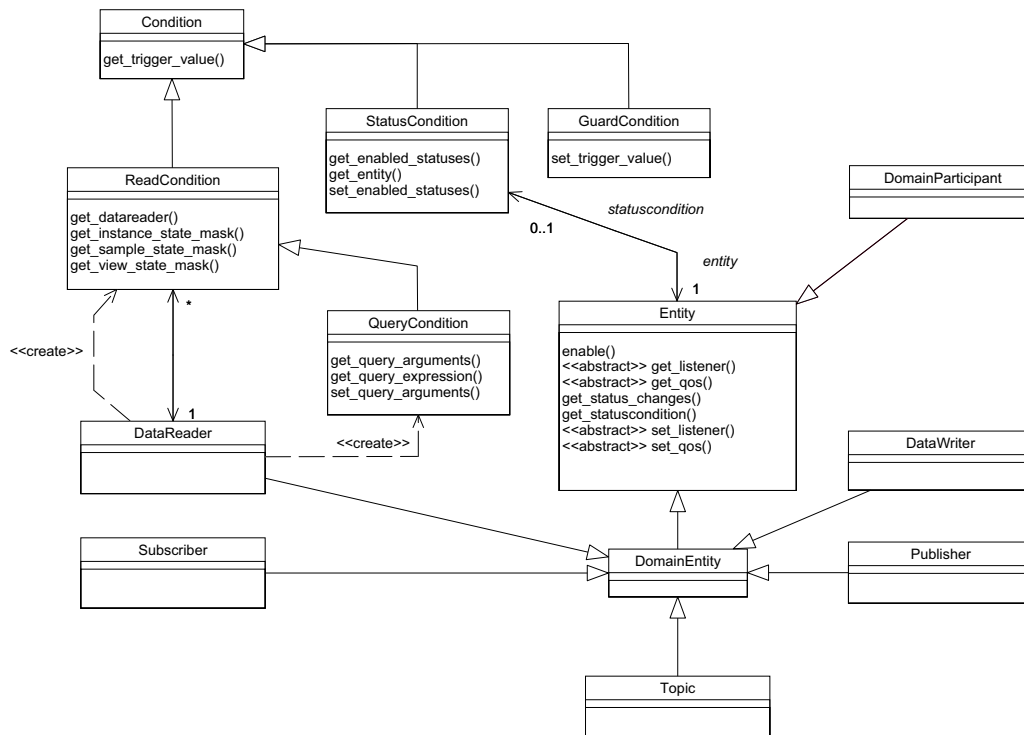 Condition
get_trigger_value()
StatusCondition
get_enabled_statuses()
get_entity()
set_enabled_statuses()
GuardCondition
set_trigger_value()
ReadCondition
get_datareader()
get_instance_state_mask()
get_sample_state_mask()
get_view_state_mask()
DomainParticipant
statuscondition
0..1
entity
1
*
<<create>>
QueryCondition
get_query_arguments()
get_query_expression()
set_query_arguments()
Entity
enable()
<<abstract>> get_listener()
<<abstract>> get_qos()
get_status_changes()
get_statuscondition()
<<abstract>> set_listener()
<<abstract>> set_qos()
1
DataReader
<<create>>
DataWriter
Subscriber
DomainEntity
Publisher
Topic